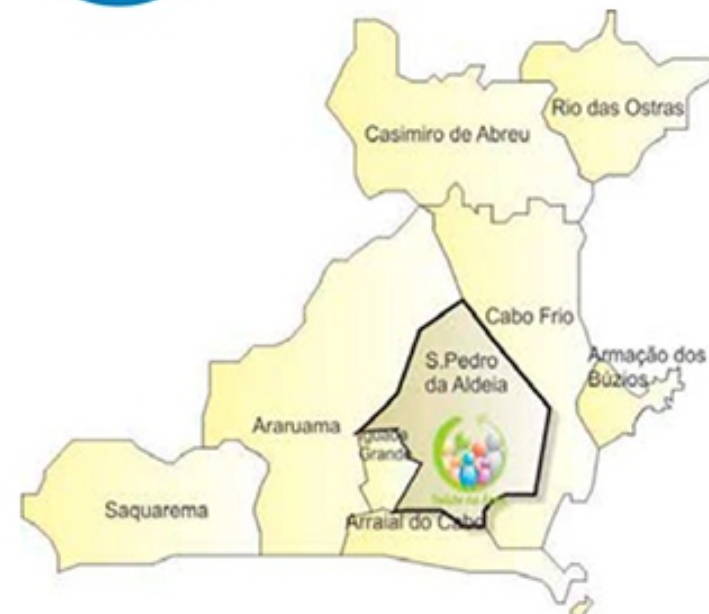 Rio das Ostras
Casimiro de Abreu
Cabo Frio
Armação dos
Búzios
S.Pedro
da Aldeia
Araruama
Iguaba
Grande
Saquarema
Arraial do Cabo